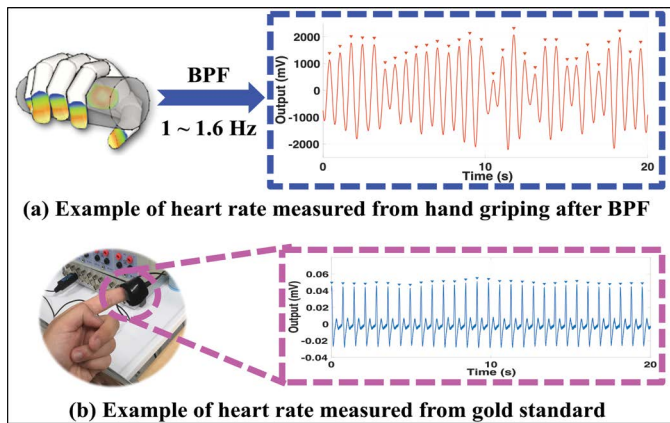 BPF
1 ~ 1.6 Hz
Output (mV)
2000
1000
0
-1000
-2000
0
10
20
Time (s)
(a) Example of heart rate measured from hand griping after BPF
Output (mV)
0.06
0.04
0.02
0
-0.02
-0.04
0
10
20
Time (s)
(b) Example of heart rate measured from gold standard